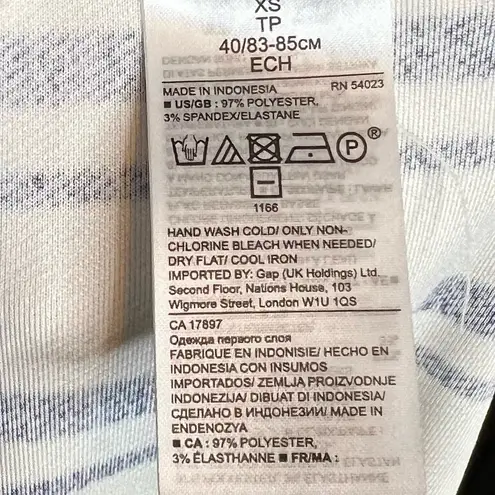 XS
TP
40/83-85CM
ECH
MADE IN INDONESIA RN 54023
■ US/GB : 97% POLYESTER,
3% SPANDEX/ELASTANE
P ®
1166
HAND WASH COLD/ ONLY NON-
CHLORINE BLEACH WHEN NEEDED/
DRY FLAT/ COOL IRON
IMPORTED BY: Gap (UK Holdings) Ltd.
Second Floor, Nations House, 103
Wigmore Street, London W1U 1QS
CA 17897
Одежда первого слоя
FABRIQUE EN INDONESIE/ HECHO EN
INDONESIA CON INSUMOS
IMPORTADOS/ ZEMLJA PROIZVODNJE
INDONEZIJA/ DIBUAT DI INDONESIA/
СДЕЛАНО В ИНДОНЕЗИИ/ MADE IN
ENDENOZYA
■ CA : 97% POLYESTER,
3% ÉLASTHANNE ■ FR/MA :